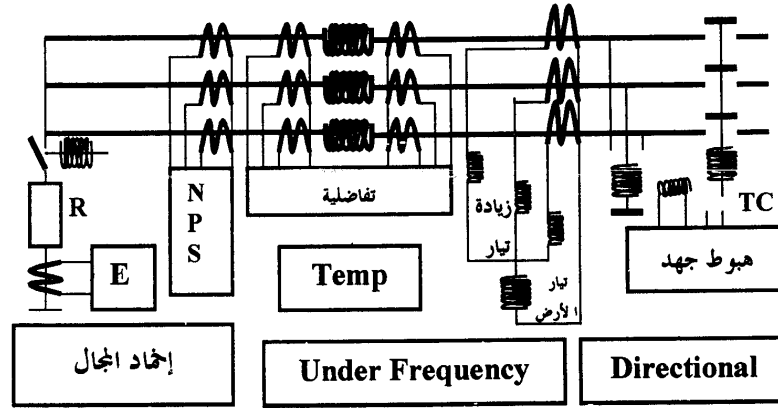 R
E
N
P
S
تفاضلية
Temp
زيادة
تيار
تيار
الأرض
TC
هبوط جهد
إخماد المجال
Under Frequency
Directional